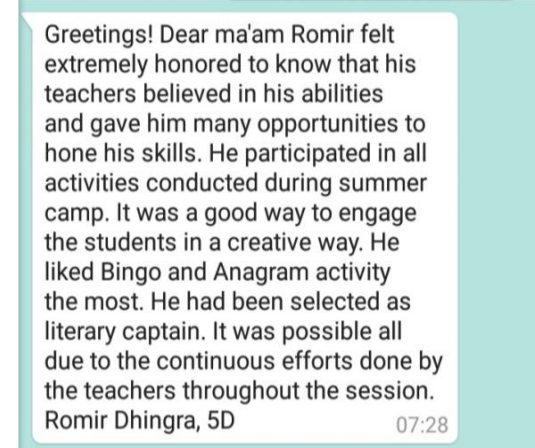 Greetings! Dear ma'am Romir felt
extremely honored to know that his
teachers believed in his abilities
and gave him many opportunities to
hone his skills. He participated in all
activities conducted during summer
camp. It was a good way to engage
the students in a creative way. He
liked Bingo and Anagram activity
the most. He had been selected as
literary captain. It was possible all
due to the continuous efforts done by
the teachers throughout the session.
Romir Dhingra, 5D
07:28